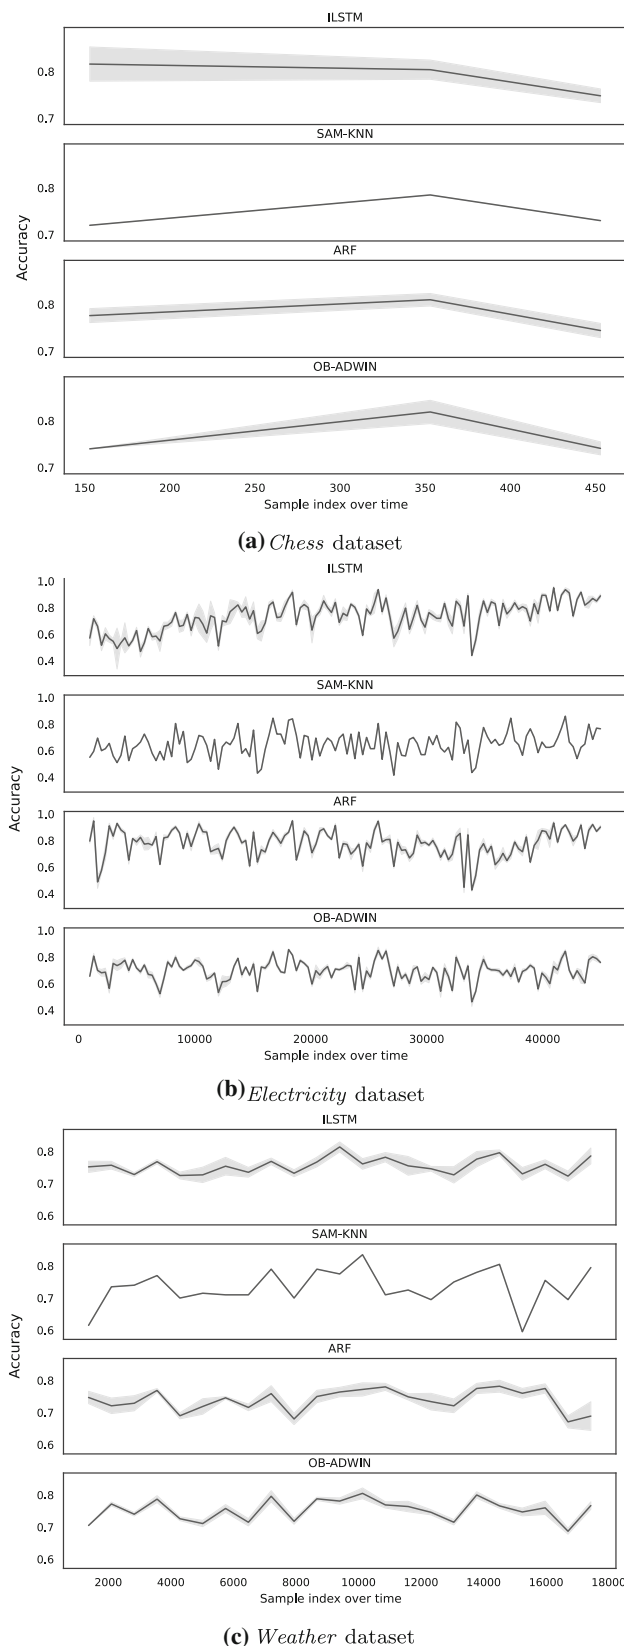 ILSTM
0.8
0.7
SAM-KNN
0.8
0.7
ARF
0.8
0.7
OB-ADWIN
0.8
0.7
Accuracy
150 200 250 300 350 400 450
Sample index over time
(a) Chess dataset
ILSTM
1.0
0.8
0.6
0.4
SAM-KNN
1.0
0.8
0.6
0.4
ARF
1.0
0.8
0.6
0.4
OB-ADWIN
1.0
0.8
0.6
0.4
Accuracy
0 10000 20000 30000 40000
Sample index over time
(b) Electricity dataset
ILSTM
0.8
0.7
0.6
SAM-KNN
0.8
0.7
0.6
ARF
0.8
0.7
0.6
OB-ADWIN
0.8
0.7
0.6
Accuracy
2000 4000 6000 8000 10000 12000 14000 16000 18000
Sample index over time
(c) Weather dataset